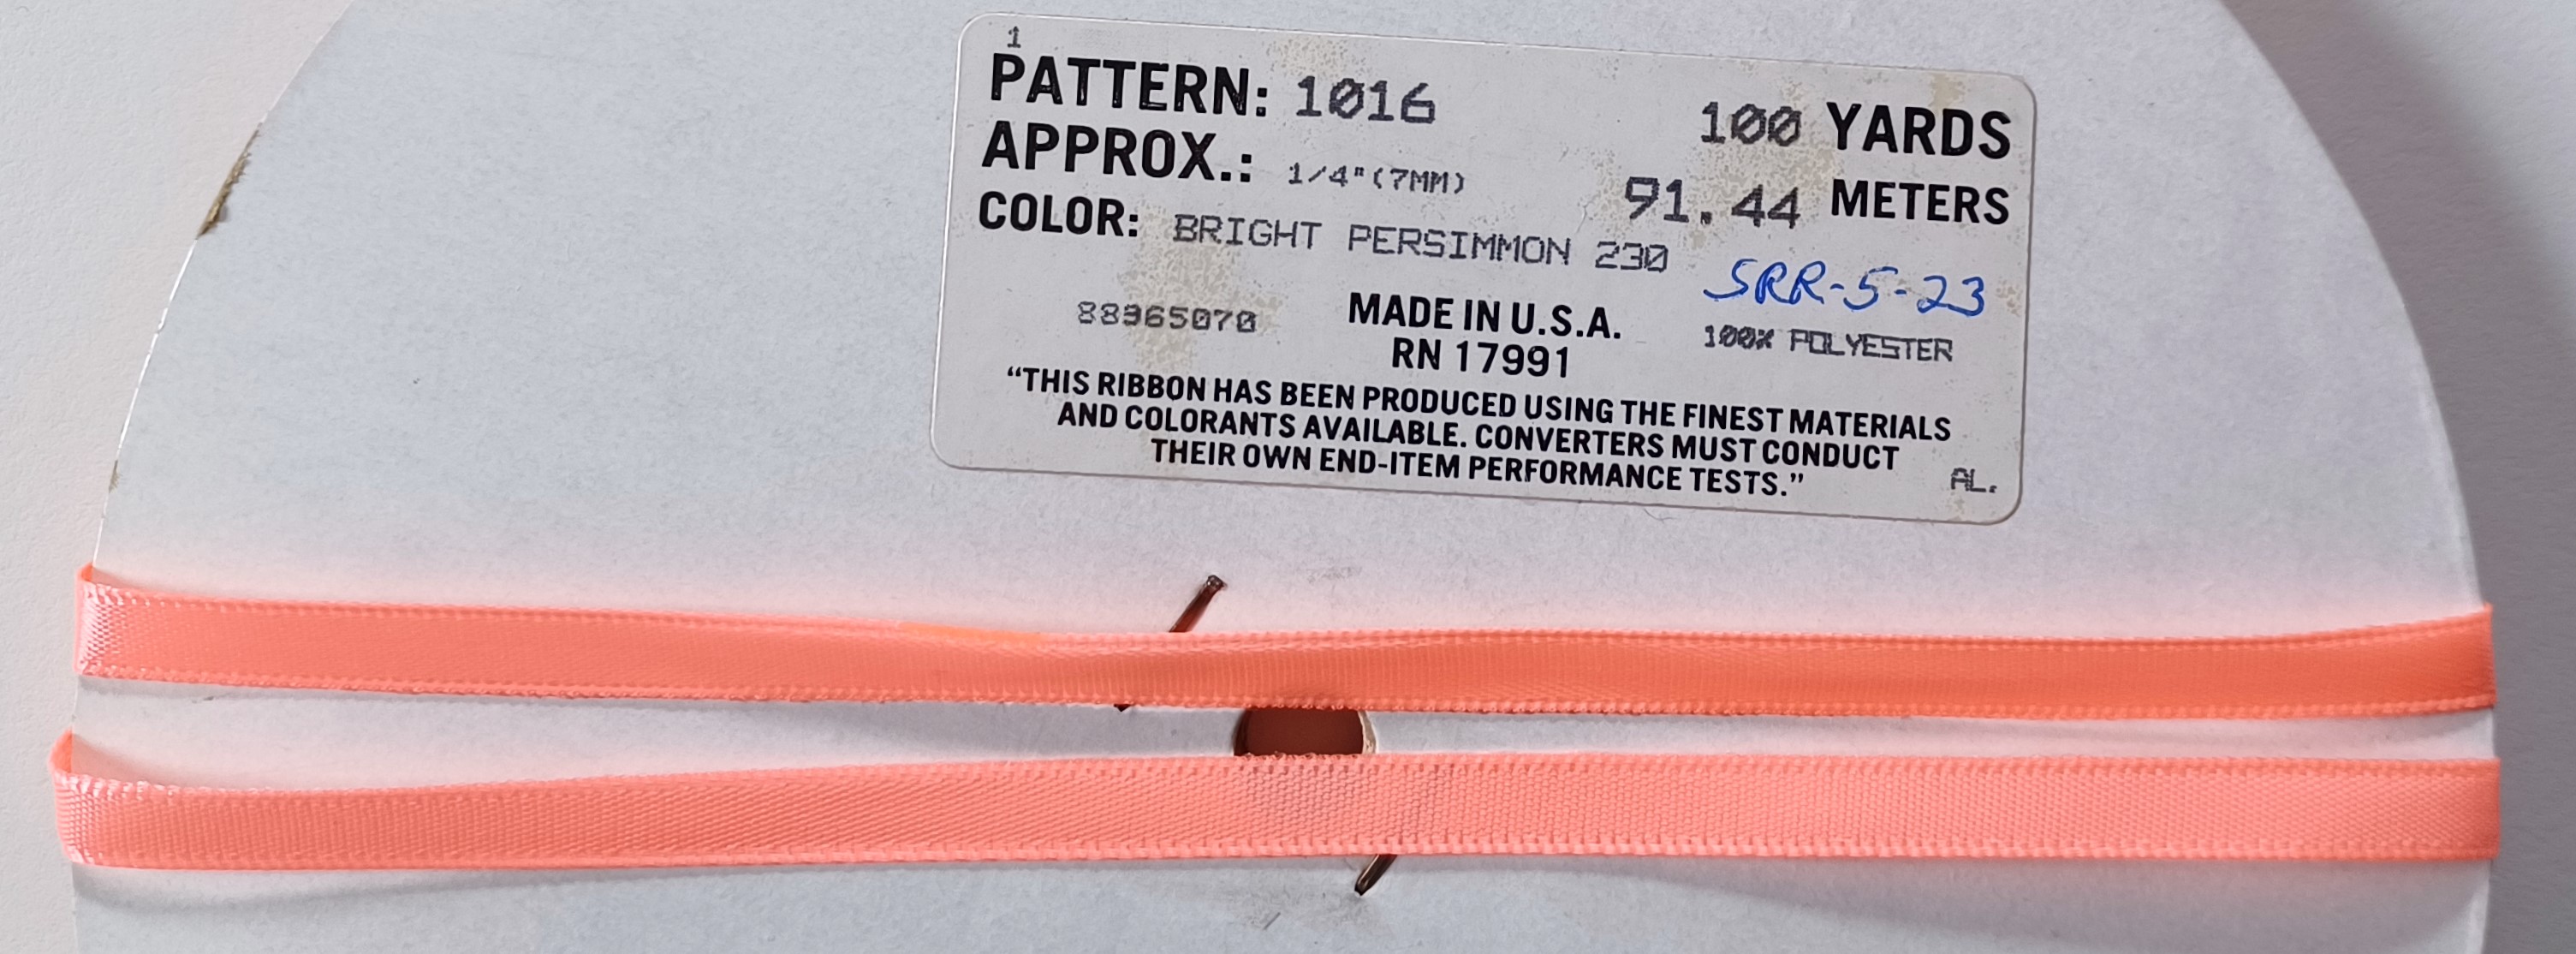 1
PATTERN: 1016
100 YARDS
APPROX.: 1/4"(7MM)
91.44 METERS
COLOR: BRIGHT PERSIMMON 230
SRR-5-23
88965070
MADE IN U.S.A.
100% POLYESTER
RN 17991
“THIS RIBBON HAS BEEN PRODUCED USING THE FINEST MATERIALS
AND COLORANTS AVAILABLE. CONVERTERS MUST CONDUCT
THEIR OWN END-ITEM PERFORMANCE TESTS.”
AL.